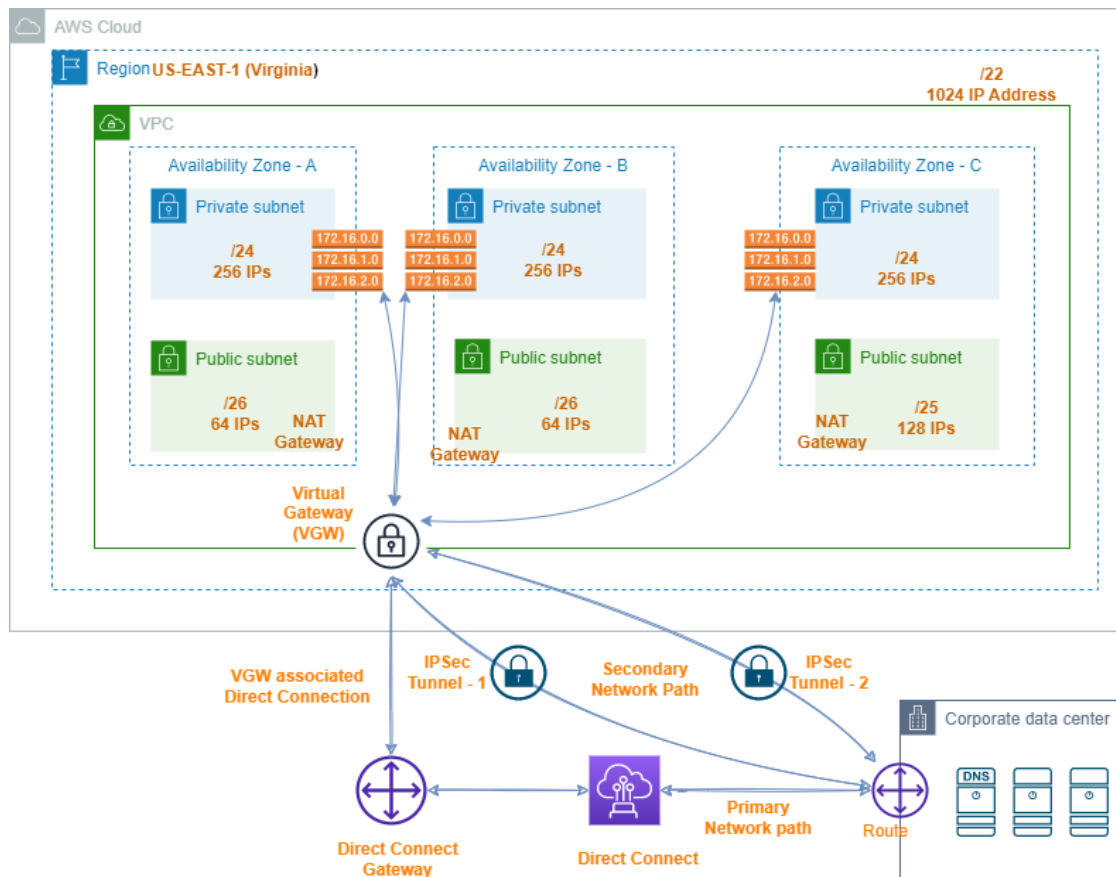 AWS Cloud
Region US-EAST-1 (Virginia)
/22
1024 IP Address
VPC
Availability Zone - A
Availability Zone - B
Availability Zone - C
Private subnet
Private subnet
Private subnet
/24
256 IPs
172.16.0.0
172.16.1.0
172.16.2.0
172.16.0.0
172.16.1.0
172.16.2.0
/24
256 IPs
172.16.0.0
172.16.1.0
172.16.2.0
/24
256 IPs
Public subnet
Public subnet
Public subnet
/26
64 IPs
NAT
Gateway
NAT
Gateway
/26
64 IPs
NAT
Gateway
/25
128 IPs
Virtual
Gateway
(VGW)
VGW associated
Direct Connection
IPSec
Tunnel - 1
Secondary
Network Path
IPSec
Tunnel - 2
Corporate data center
DNS
Primary
Network path
Route
Direct Connect
Gateway
Direct Connect